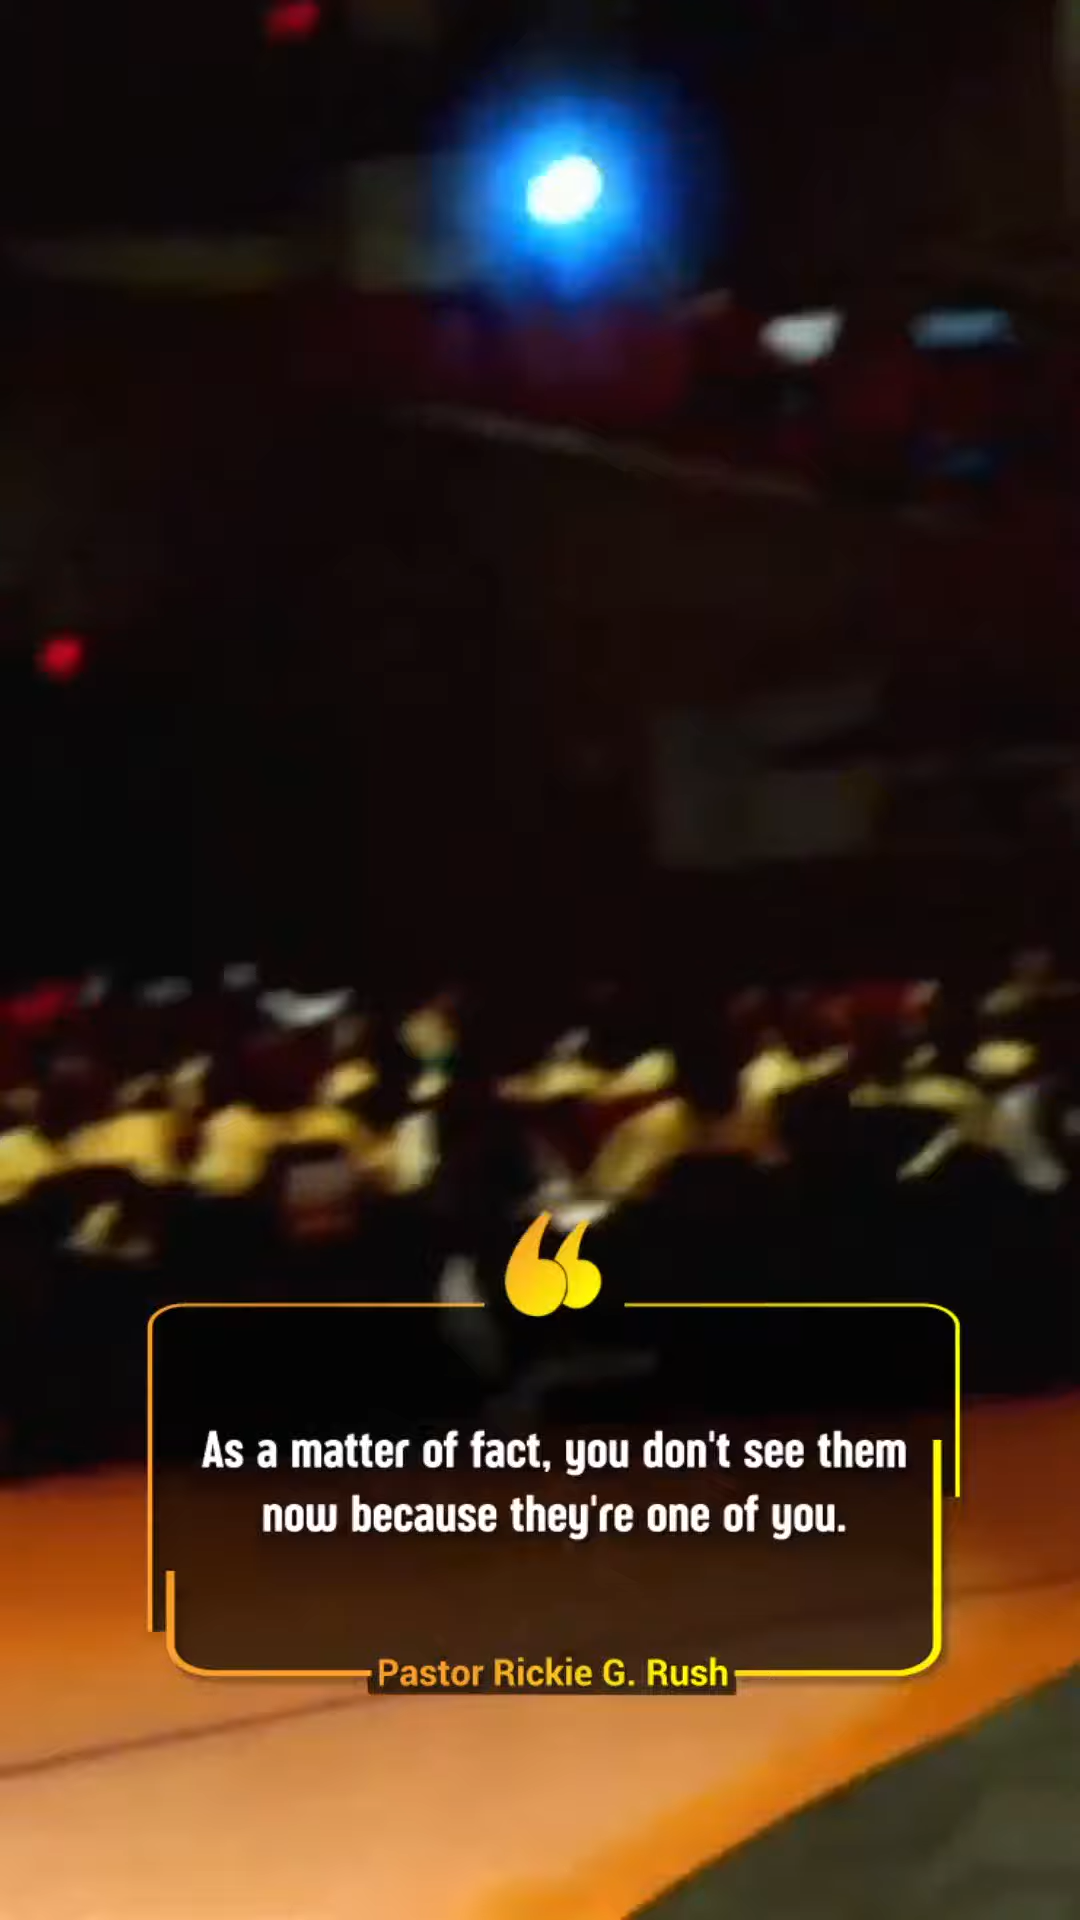 As a matter of fact, you don't see them
now because they're one of you.
Pastor Rickie G. Rush